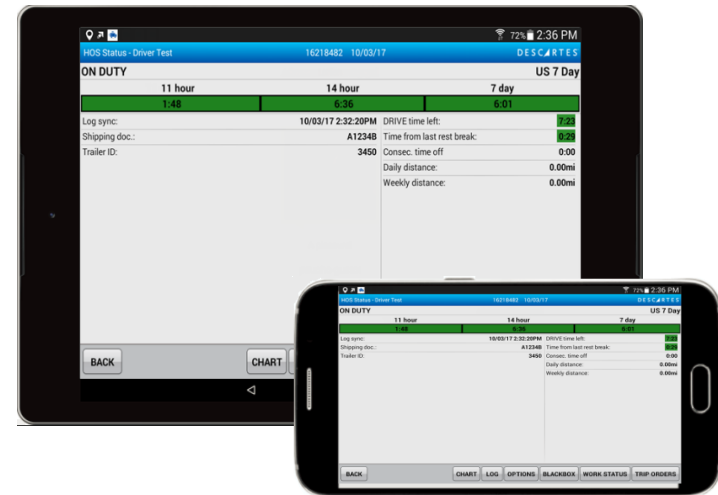 72% 2:36 PM
HOS Status - Driver Test 16218482 10/03/17 DESCARTES
ON DUTY US 7 Day
11 hour 14 hour 7 day
1:48 6:36 6:01
Log sync: 10/03/17 2:32:20PM DRIVE time left: 7:23
Shipping doc.: A1234B Time from last rest break: 0:29
Trailer ID: 3450 Consec. time off 0:00
Daily distance: 0.00mi
Weekly distance: 0.00mi
BACK CHART
72% 2:36 PM
HOS Status - Driver Test 16218482 10/03/17 DESCARTES
ON DUTY US 7 Day
11 hour 14 hour 7 day
1:48 6:36 6:01
Log sync: 10/03/17 2:32:20PM DRIVE time left: 7:23
Shipping doc.: A1234B Time from last rest break: 0:29
Trailer ID: 3450 Consec. time off 0:00
Daily distance 0.00mi
Weekly distance: 0.00mi
BACK CHART LOG OPTIONS BLACKBOX WORK STATUS TRIP ORDERS